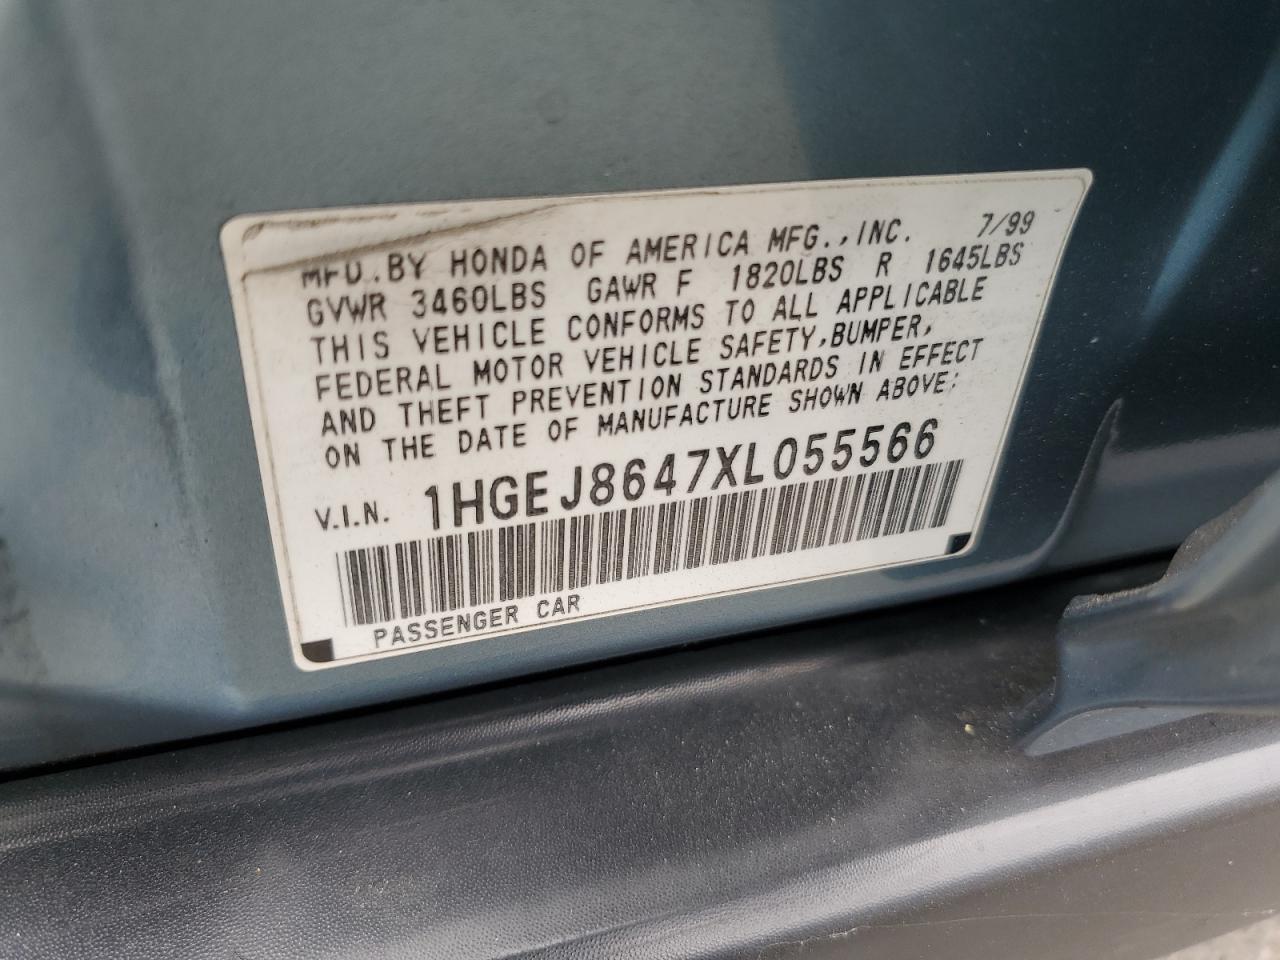 MFD. BY HONDA OF AMERICA MFG., INC. 7/99
GVWR 3460LBS GAWR F 1820LBS R 1645LBS
THIS VEHICLE CONFORMS TO ALL APPLICABLE
FEDERAL MOTOR VEHICLE SAFETY, BUMPER,
AND THEFT PREVENTION STANDARDS IN EFFECT
ON THE DATE OF MANUFACTURE SHOWN ABOVE:
V.I.N. 1HGEJ8647XL055566
PASSENGER CAR